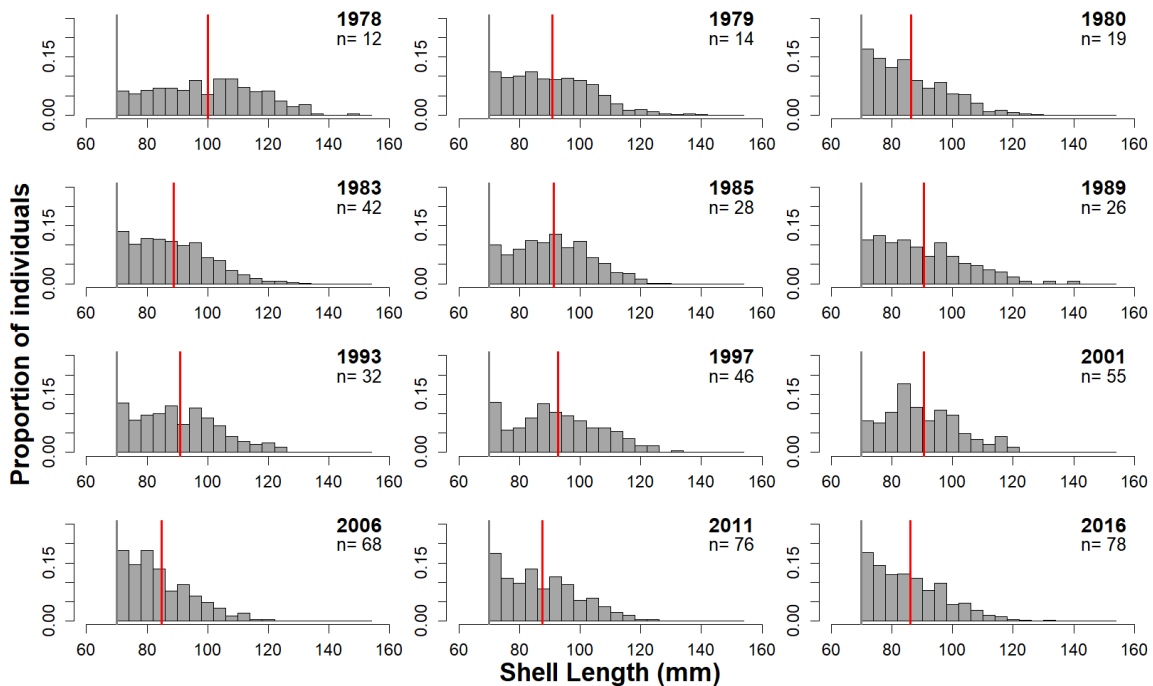 1978
n= 12
0.00 0.15
60 80 100 120 140 160
1979
n= 14
0.00 0.15
60 80 100 120 140 160
1980
n= 19
0.00 0.15
60 80 100 120 140 160
1983
n= 42
0.00 0.15
60 80 100 120 140 160
1985
n= 28
0.00 0.15
60 80 100 120 140 160
1989
n= 26
0.00 0.15
60 80 100 120 140 160
1993
n= 32
0.00 0.15
60 80 100 120 140 160
1997
n= 46
0.00 0.15
60 80 100 120 140 160
2001
n= 55
0.00 0.15
60 80 100 120 140 160
2006
n= 68
0.00 0.15
60 80 100 120 140 160
2011
n= 76
0.00 0.15
60 80 100 120 140 160
2016
n= 78
0.00 0.15
60 80 100 120 140 160
Proportion of individuals
Shell Length (mm)